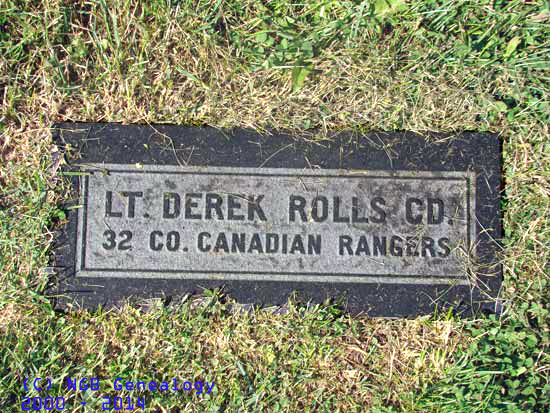 LT. DEREK ROLLS CD.
32 CO. CANADIAN RANGERS
(C) NGB Genealogy
2000 - 2014